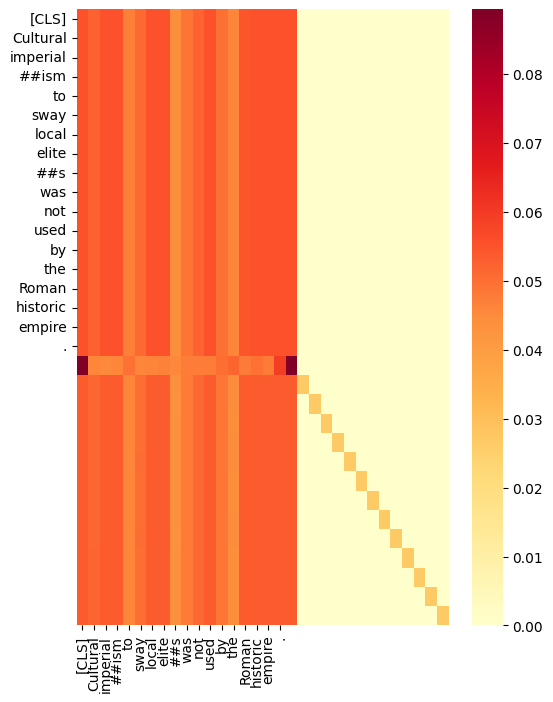 [CLS]
Cultural
imperial
##ism
to
sway
local
elite
##s
was
not
used
by
the
Roman
historic
empire
.
0.08
0.07
0.06
0.05
0.04
0.03
0.02
0.01
0.00
[CLS]
Cultural
imperial
##ism
to
sway
local
elite
##s
was
not
used
by
the
Roman
historic
empire
.